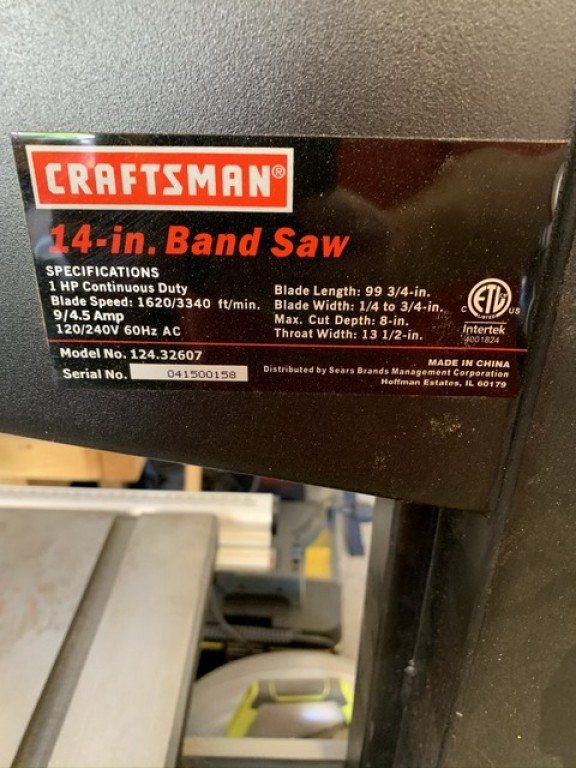 CRAFTSMAN®
14-in. Band Saw
SPECIFICATIONS
1 HP Continuous Duty
Blade Speed: 1620/3340 ft/min.
9/4.5 Amp
120/240V 60Hz AC
Blade Length: 99 3/4-in.
Blade Width: 1/4 to 3/4-in.
Max. Cut Depth: 8-in.
Throat Width: 13 1/2-in.
C ETL US
LISTED
Intertek
4001824
Model No. 124.32607
Serial No. 041500158
MADE IN CHINA
Distributed by Sears Brands Management Corporation
Hoffman Estates, IL 60179